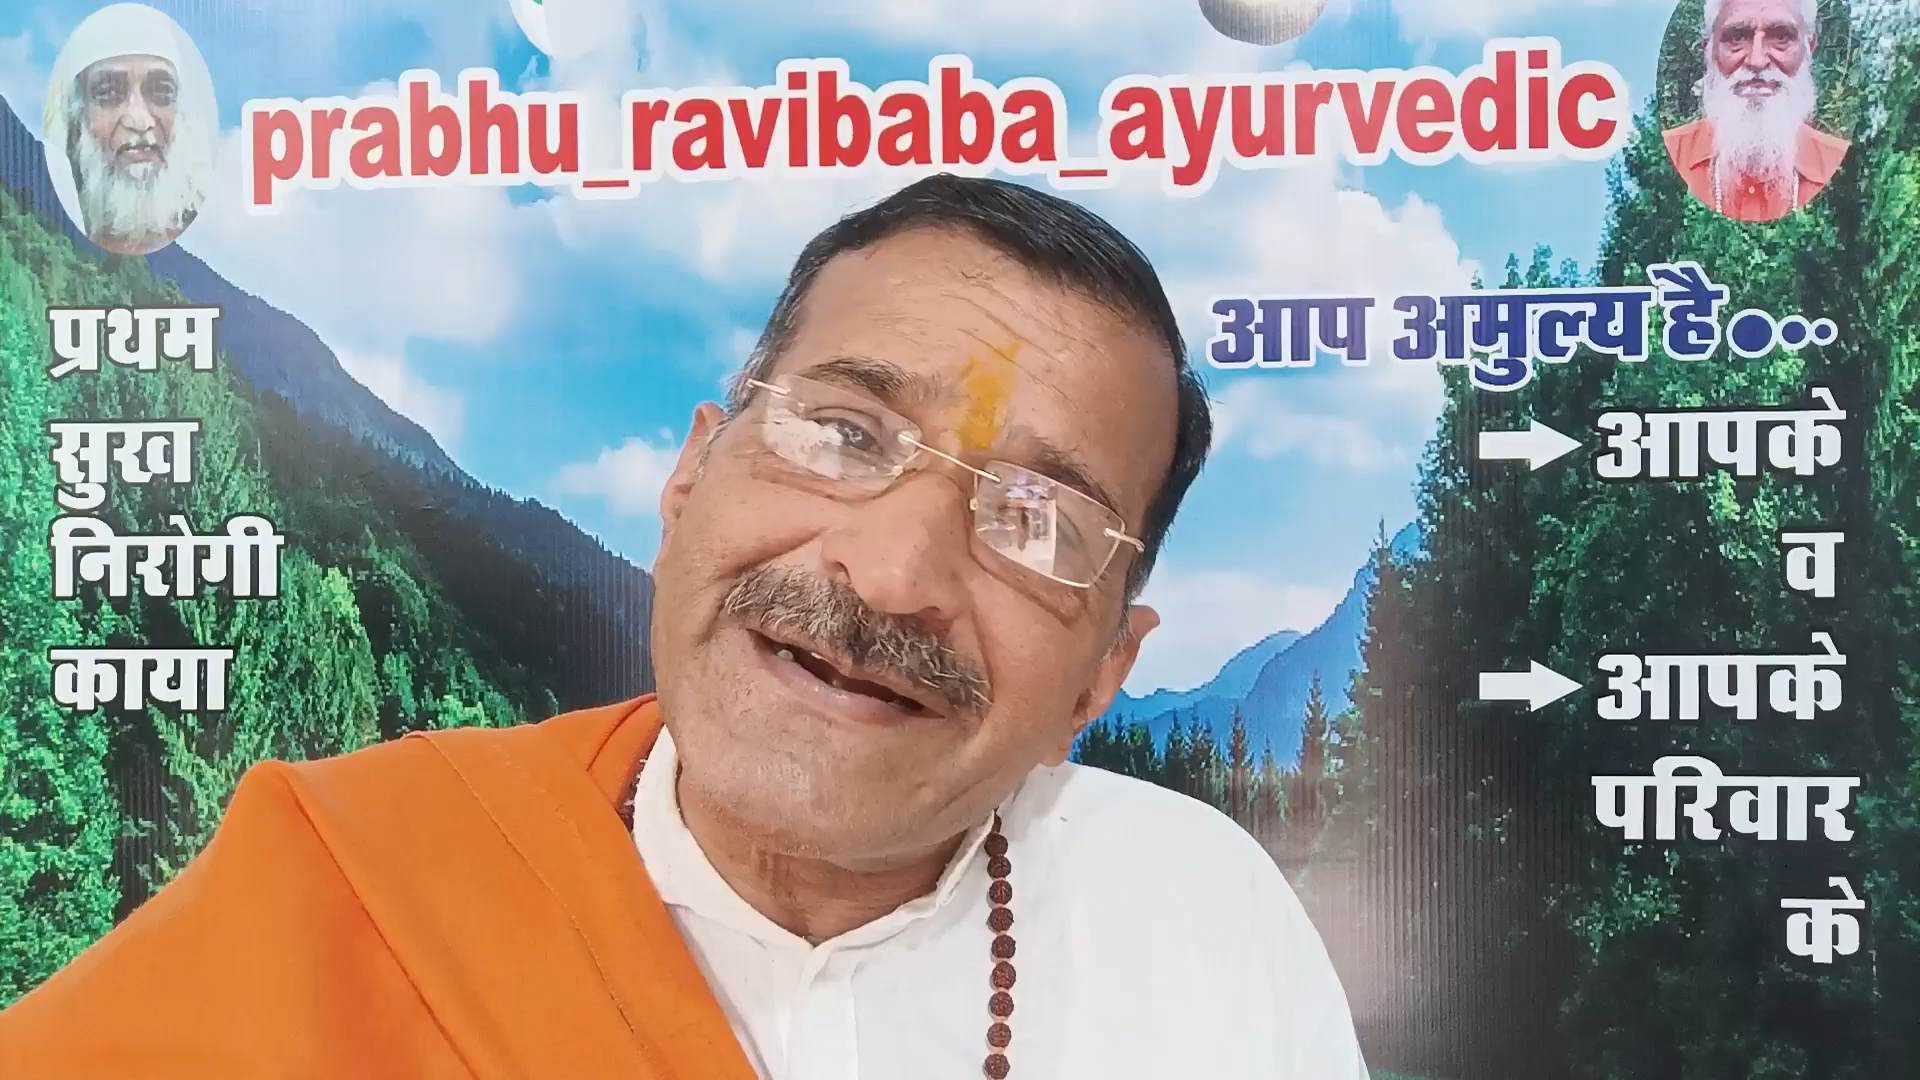 prabhu_ravibaba_ayurvedic
प्रथम
सुख
निरोगी
काया
आप अमुल्य है...
आपके
व
आपके
परिवार
के